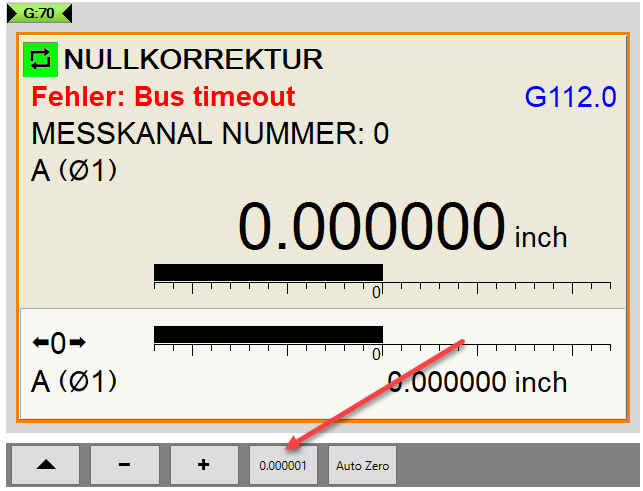 G:70
NULLKORREKTUR
Fehler: Bus timeout G112.0
MESSKANAL NUMMER: 0
A (Ø1)
0.000000 inch
0
←0→
0
A (Ø1) 0.000000 inch
- + 0.000001 Auto Zero